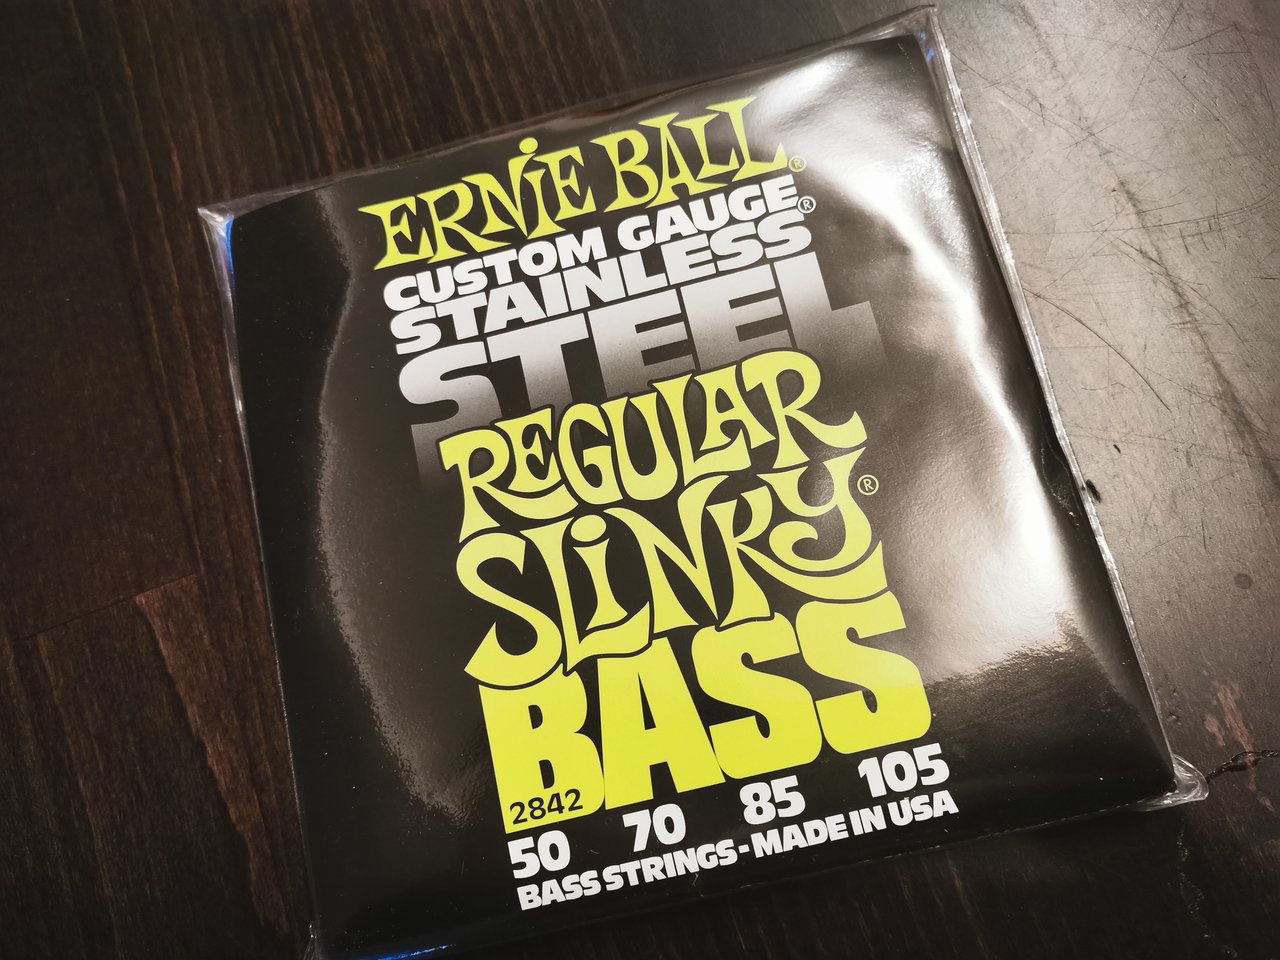 ERNIE BALL®
CUSTOM GAUGE®
STAINLESS
STEEL
REGULAR
SLINKY®
BASS
2842
50 70 85 105
BASS STRINGS - MADE IN USA